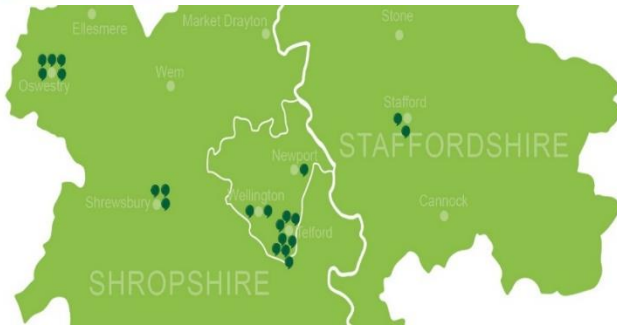 Ellesmere
Market Drayton
Stone
Oswestry
Wem
Stafford
STAFFORDSHIRE
Newport
Wellington
Shrewsbury
Cannock
Telford
SHROPSHIRE